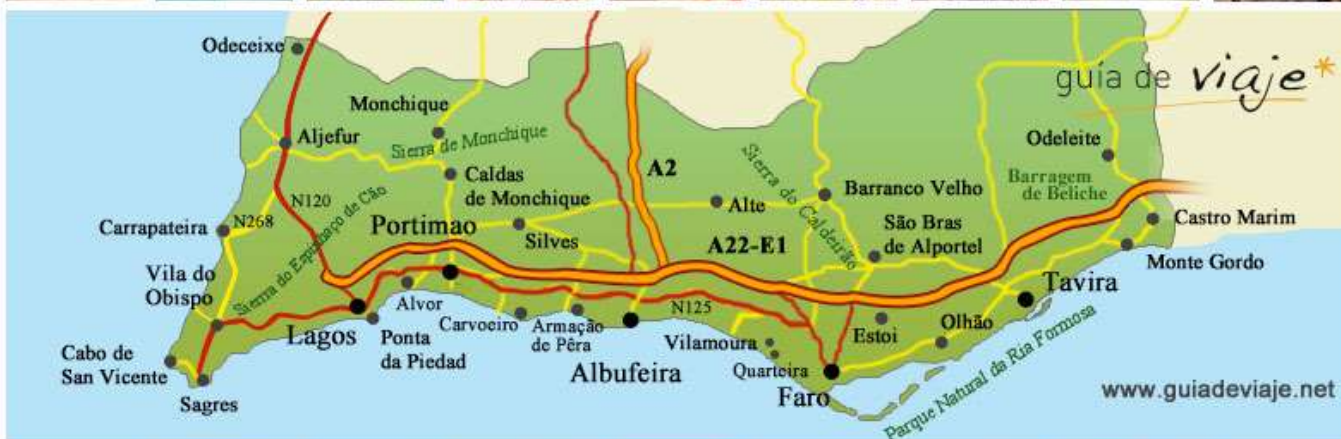 Odeceixe
guía de viaje*
Monchique
Sierra de Monchique
Aljefur
Odeleite
A2
Sierra do Caldeirão
Caldas
de Monchique
Barragem
de Beliche
Barranco Velho
N120
Sierra do Espinhaço de Cão
Alte
Carrapateira
N268
Portimao
São Bras
de Alportel
Castro Marim
Silves
A22-E1
Monte Gordo
Vila do
Obispo
Tavira
Alvor
N125
Lagos
Carvoeiro
Armação
de Pêra
Estoi
Olhão
Ponta
da Piedad
Vilamoura
Cabo de
San Vicente
Albufeira
Quarteira
Parque Natural da Ria Formosa
Sagres
Faro
www.guiadeviaje.net